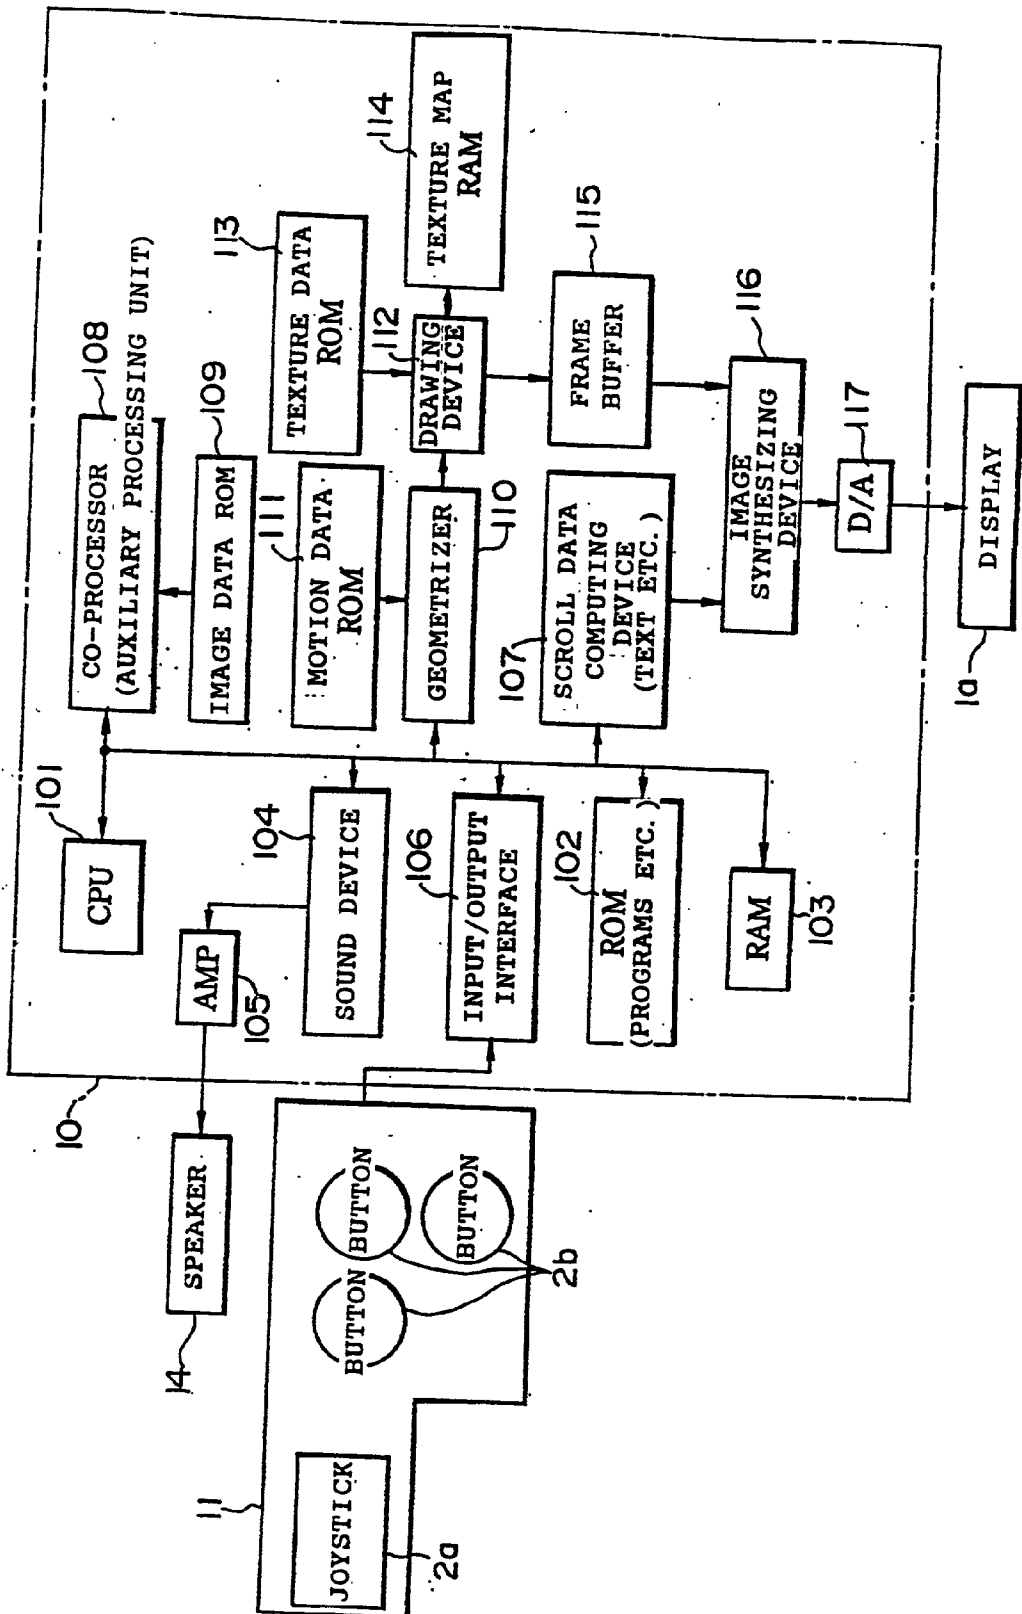 10
101
CPU
108
CO-PROCESSOR
(AUXILIARY PROCESSING UNIT)
109
IMAGE DATA ROM
14
SPEAKER
AMP
105
104
SOUND DEVICE
111
MOTION DATA
ROM
113
TEXTURE DATA
ROM
11
JOYSTICK
2a
BUTTON
BUTTON
BUTTON
2b
106
INPUT/OUTPUT
INTERFACE
GEOMETRIZER
110
112
DRAWING
DEVICE
114
TEXTURE MAP
RAM
102
ROM
(PROGRAMS ETC.)
107
SCROLL DATA
COMPUTING
DEVICE
(TEXT ETC.)
115
FRAME
BUFFER
RAM
103
116
IMAGE
SYNTHESIZING
DEVICE
117
D/A
1a
DISPLAY